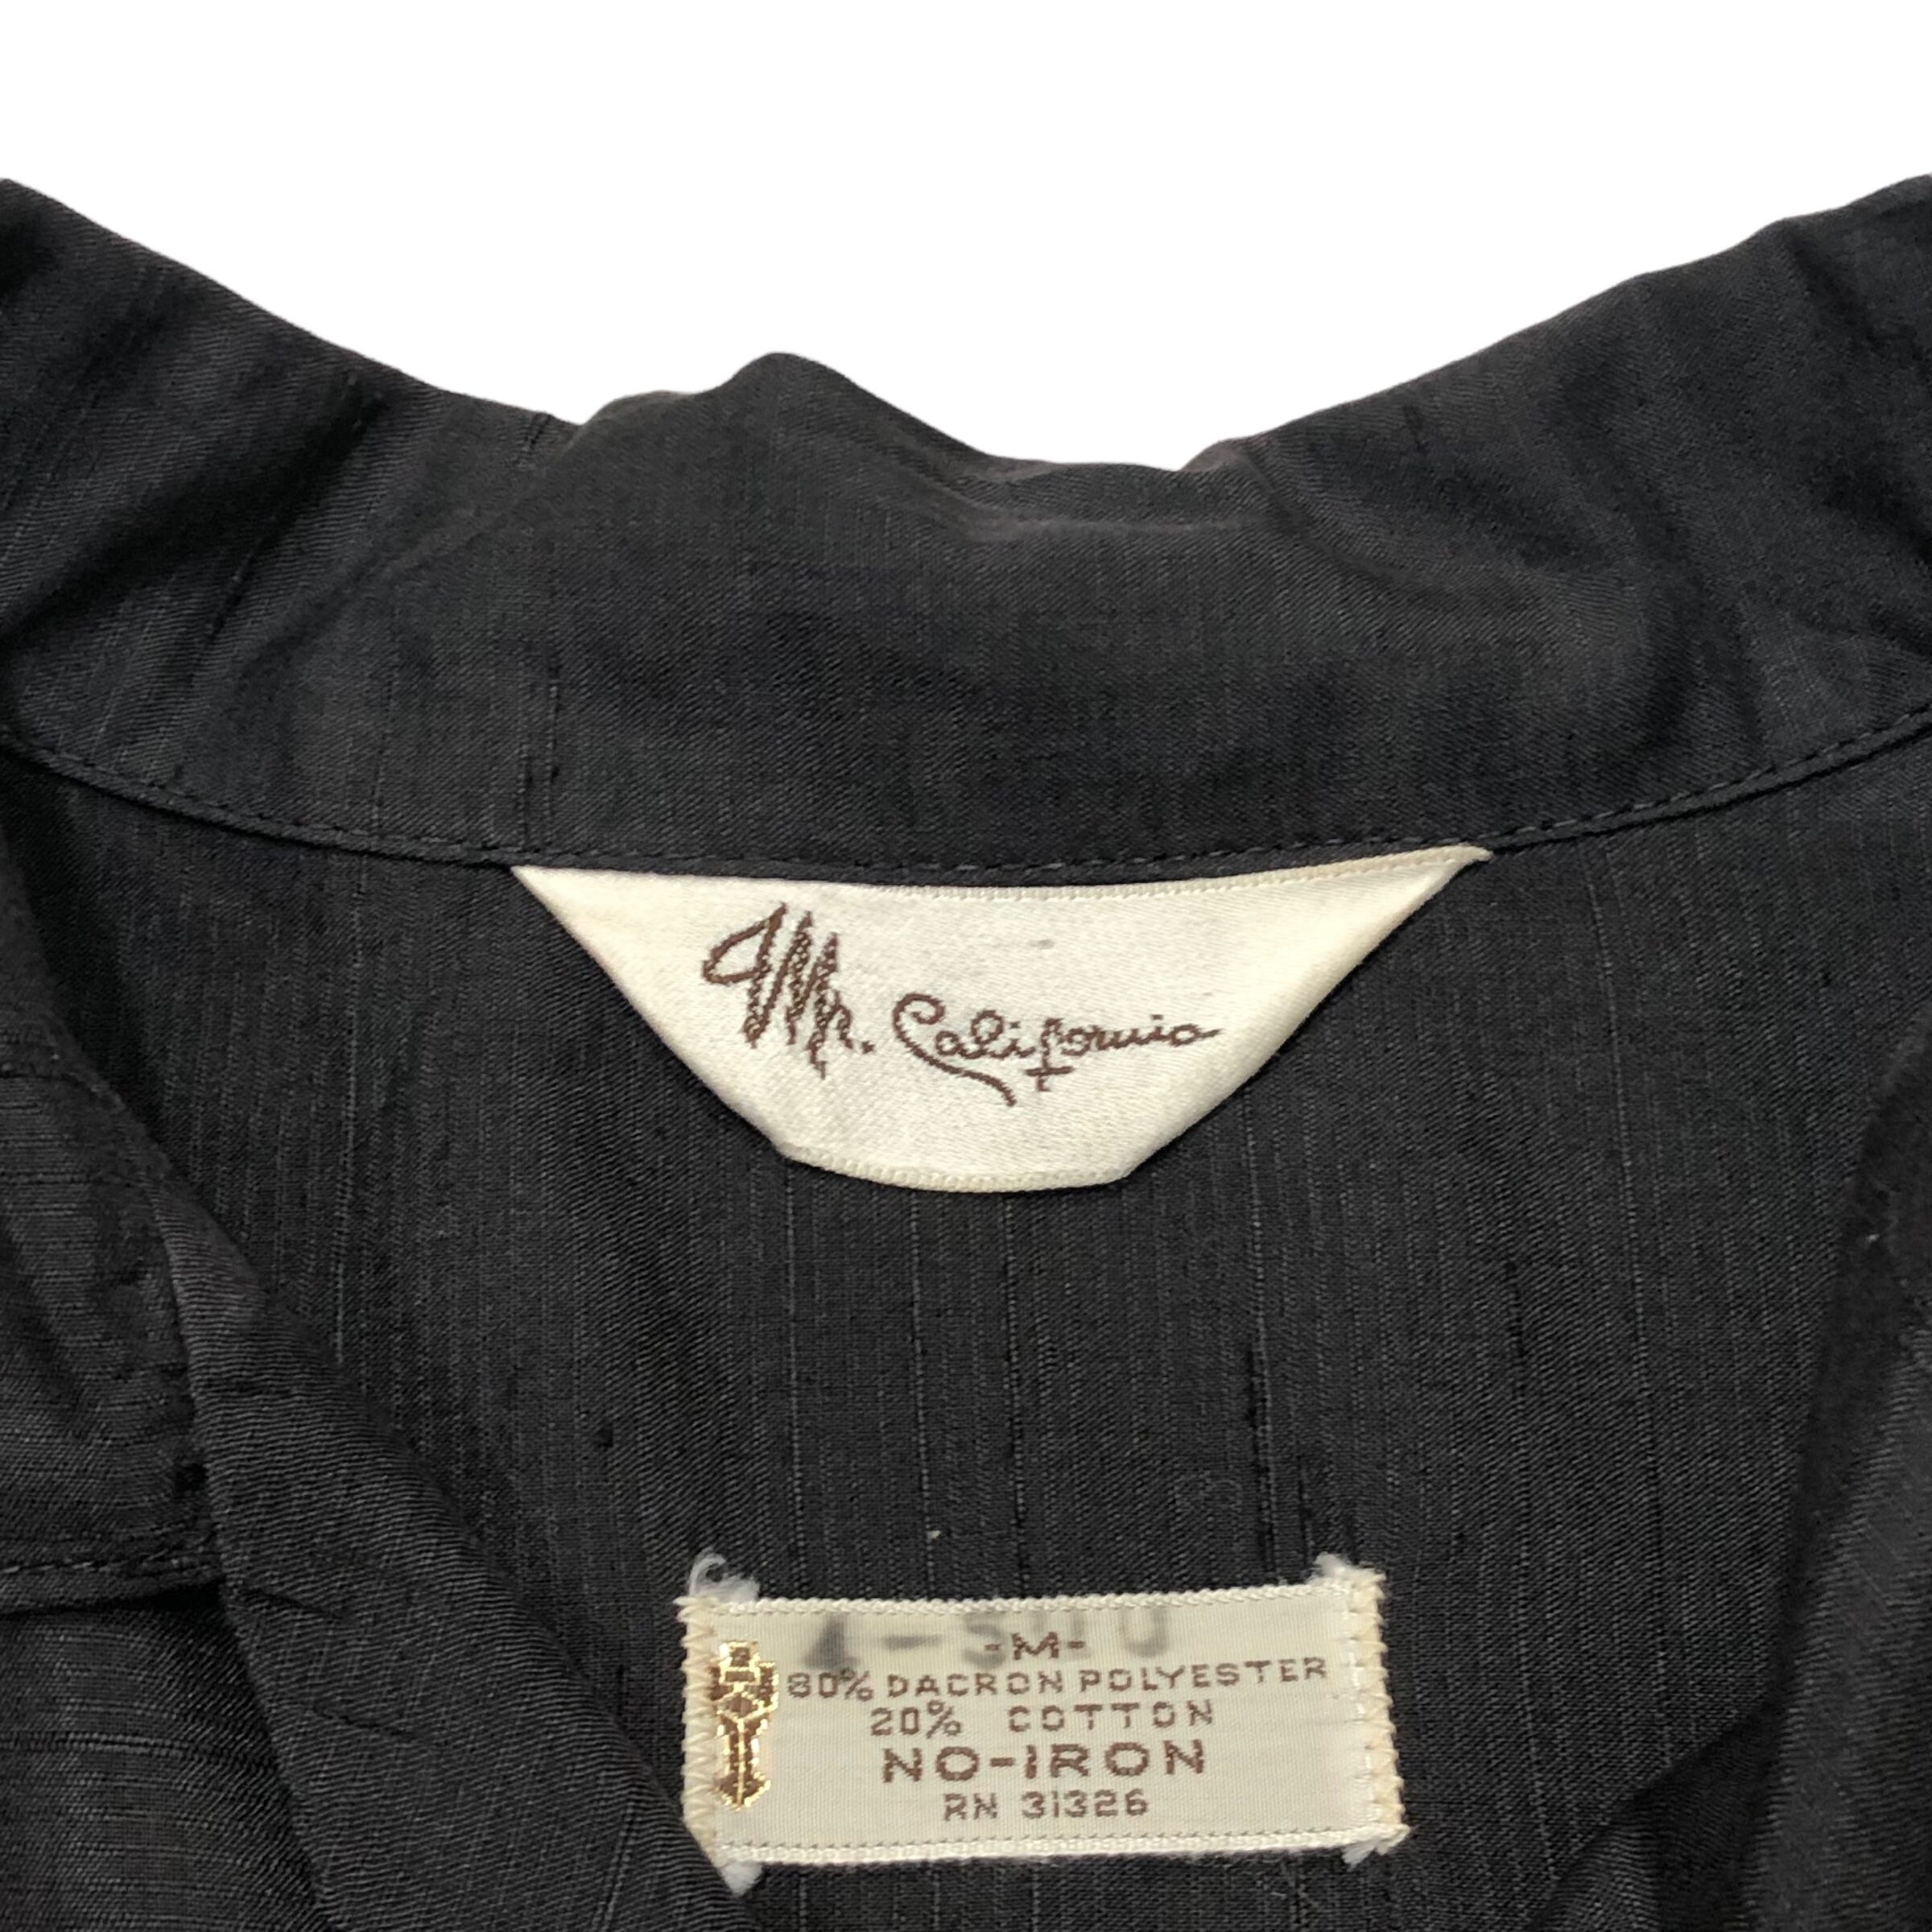 Mr. California
-M-
80% DACRON POLYESTER
20% COTTON
NO-IRON
RN 31326